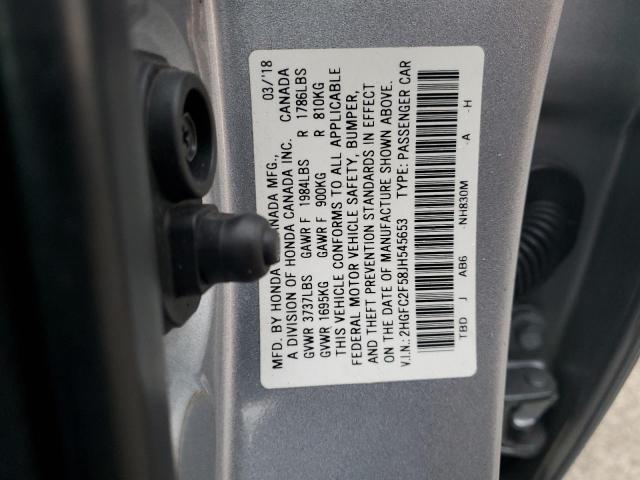 MFD. BY HONDA CANADA MFG., 03/'18
A DIVISION OF HONDA CANADA INC. CANADA
GVWR 3737LBS GAWR F 1984LBS R 1786LBS
GVWR 1695KG GAWR F 900KG R 810KG
THIS VEHICLE CONFORMS TO ALL APPLICABLE
FEDERAL MOTOR VEHICLE SAFETY, BUMPER,
AND THEFT PREVENTION STANDARDS IN EFFECT
ON THE DATE OF MANUFACTURE SHOWN ABOVE.
V.I.N.: 2HGFC2F58JH545653 TYPE: PASSENGER CAR
TBD J AB6 NH830M A H